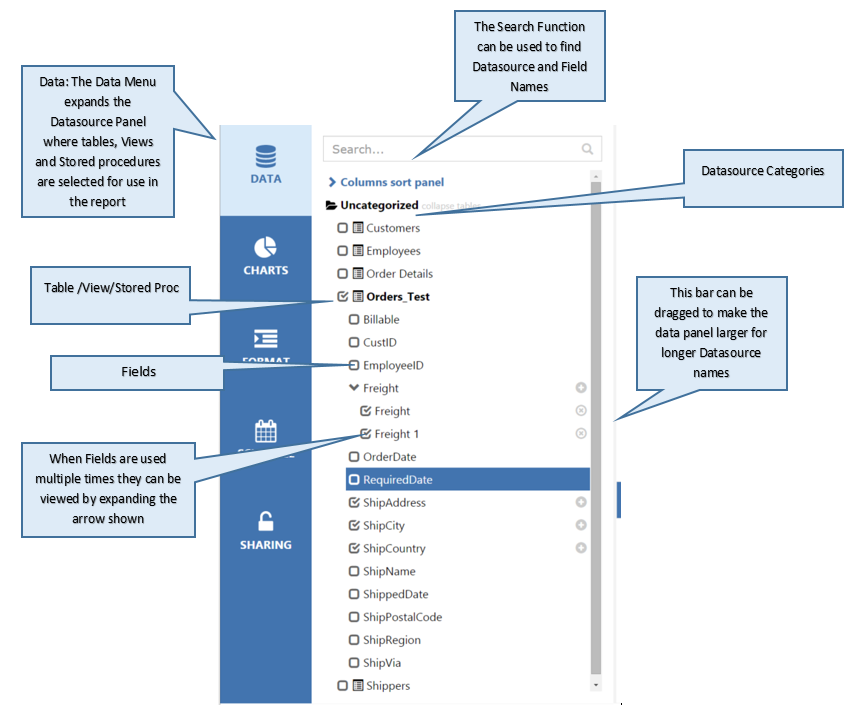 The Search Function
can be used to find
Datasource and Field
Names
Data: The Data Menu
expands the
Datasource Panel
where tables, Views
and Stored procedures
are selected for use in
the report
Search...
DATA
Columns sort panel
Datasource Categories
Uncategorized collapse tables
Customers
CHARTS
Employees
Order Details
Table /View/Stored Proc
Orders_Test
This bar can be
dragged to make the
data panel larger for
longer Datasource
names
Billable
CustID
FORMAT
Fields
EmployeeID
Freight
Freight
Freight 1
When Fields are used
multiple times they can be
viewed by expanding the
arrow shown
OrderDate
RequiredDate
ShipAddress
ShipCity
SHARING
ShipCountry
ShipName
ShippedDate
ShipPostalCode
ShipRegion
ShipVia
Shippers